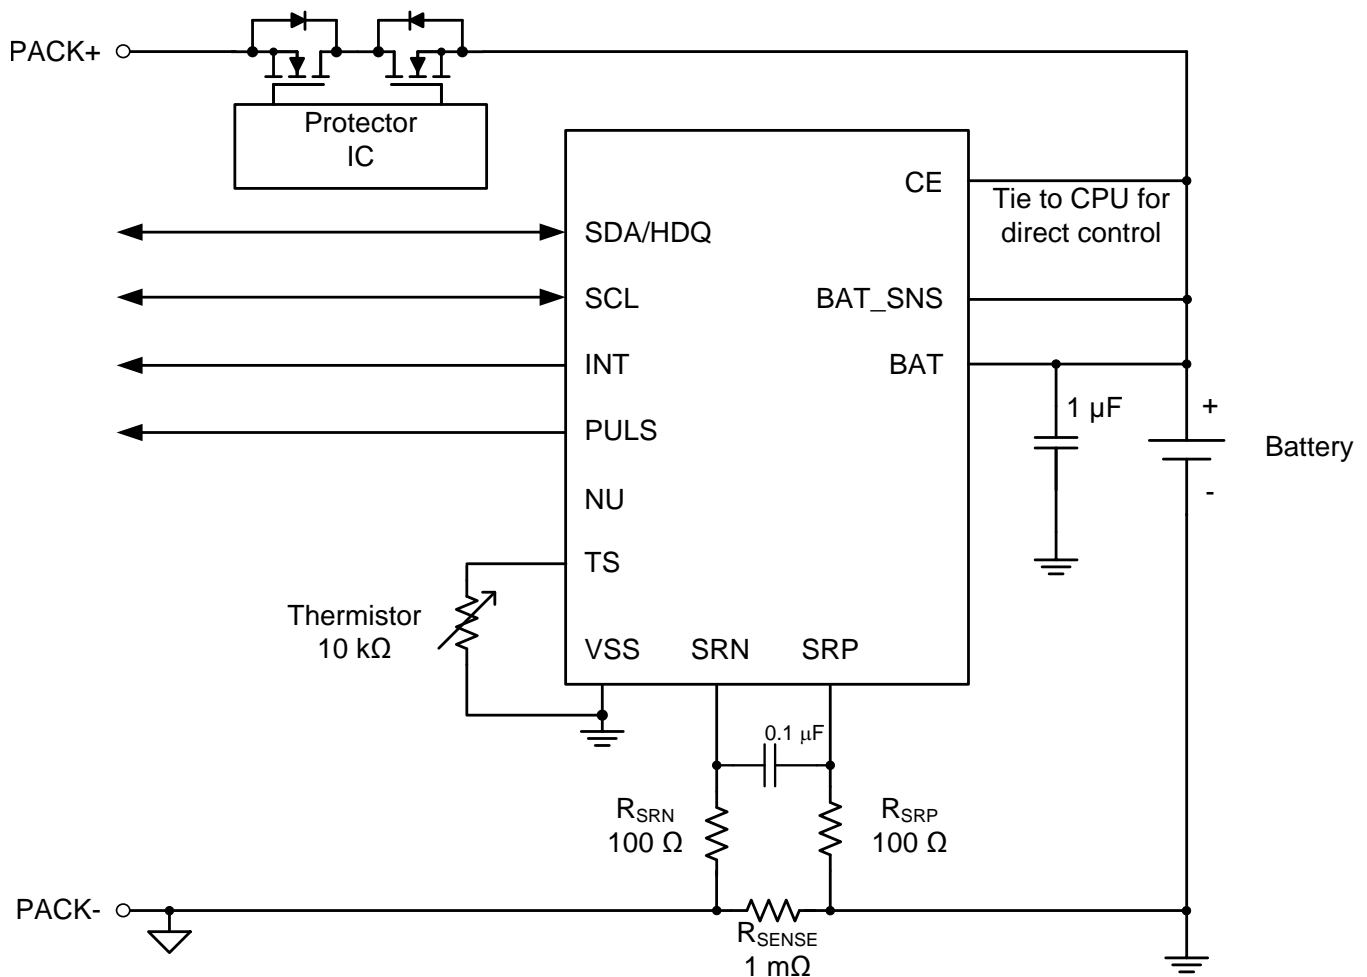 PACK+
Protector
IC
CE
Tie to CPU for
direct control
SDA/HDQ
SCL
BAT_SNS
INT
BAT
1 µF
+
PULS
Battery
-
NU
TS
Thermistor
10 kΩ
VSS
SRN
SRP
0.1 µF
RSRN
100 Ω
RSRP
100 Ω
PACK-
RSENSE
1 mΩ